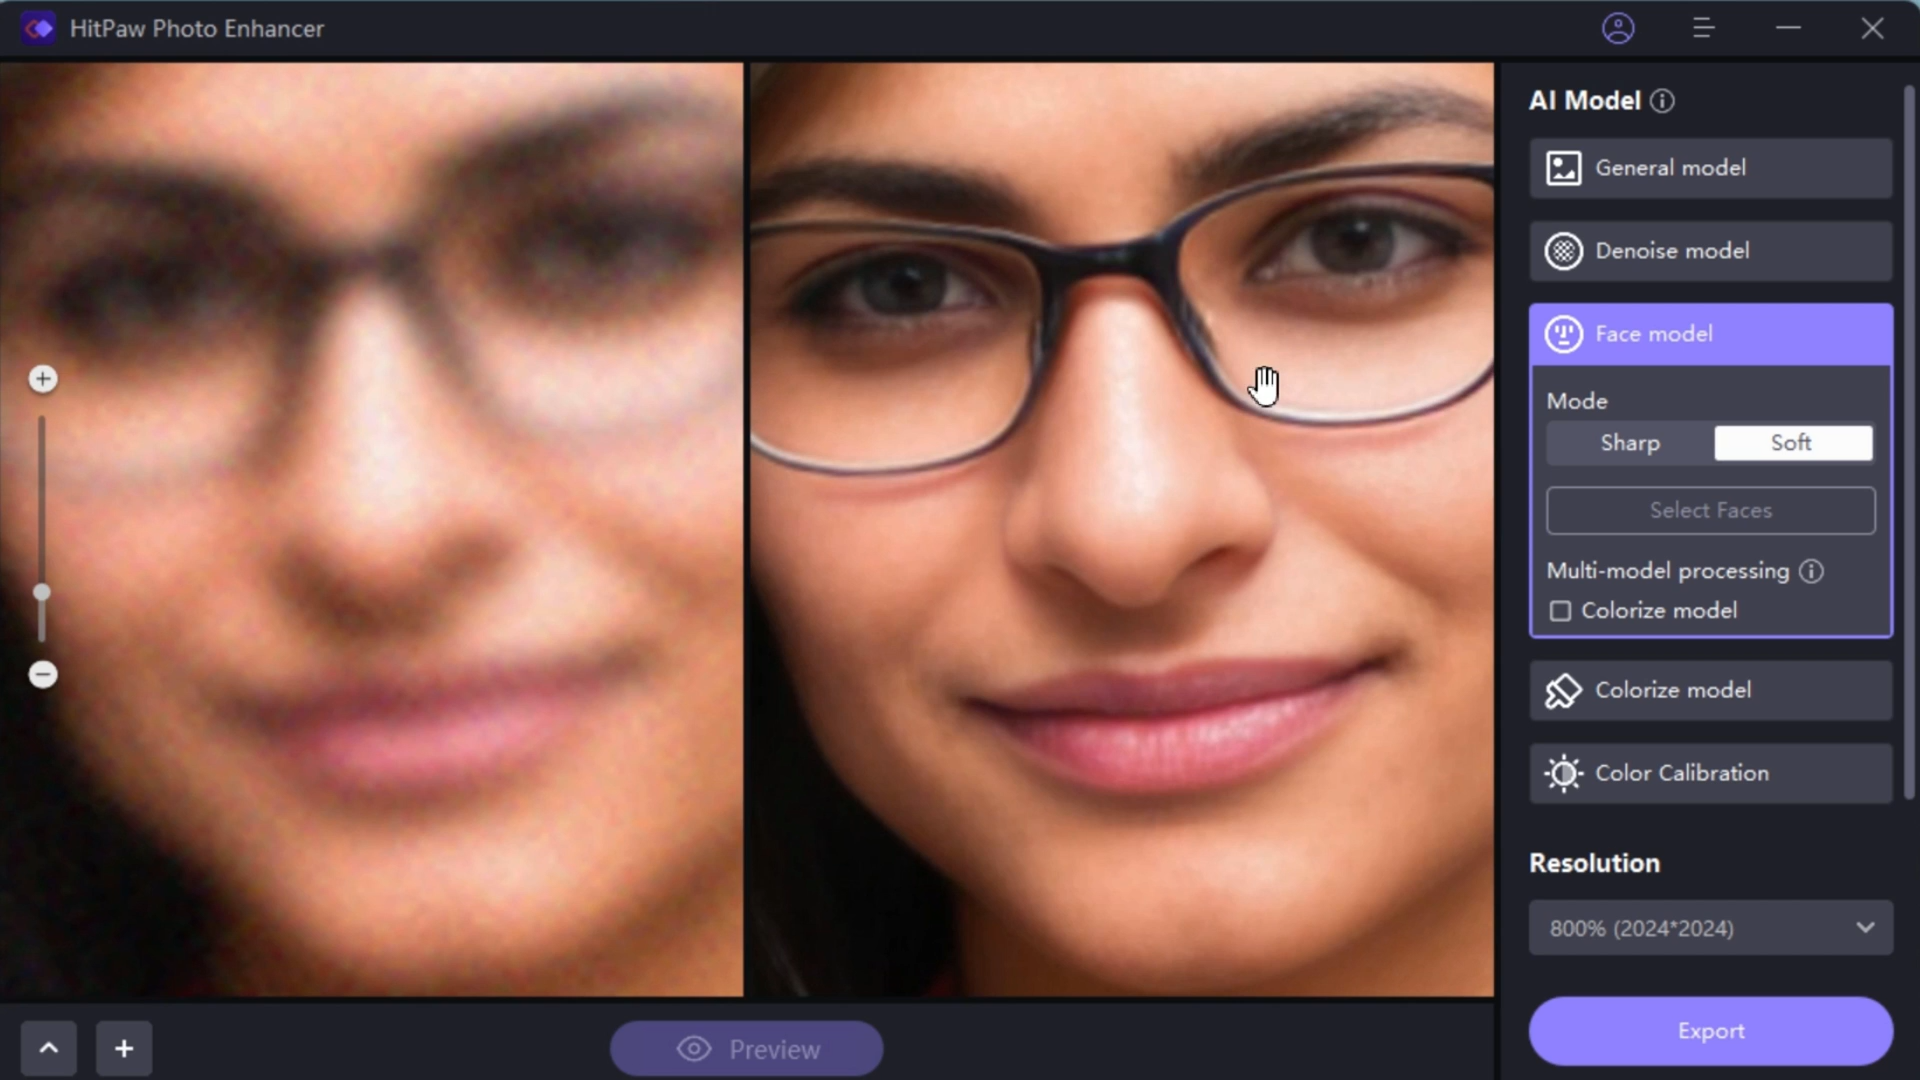 HitPaw Photo Enhancer
AI Model
General model
Denoise model
Face model
Mode
Sharp Soft
Select Faces
Multi-model processing
Colorize model
Colorize model
Color Calibration
Resolution
800% (2024*2024)
Preview
Export